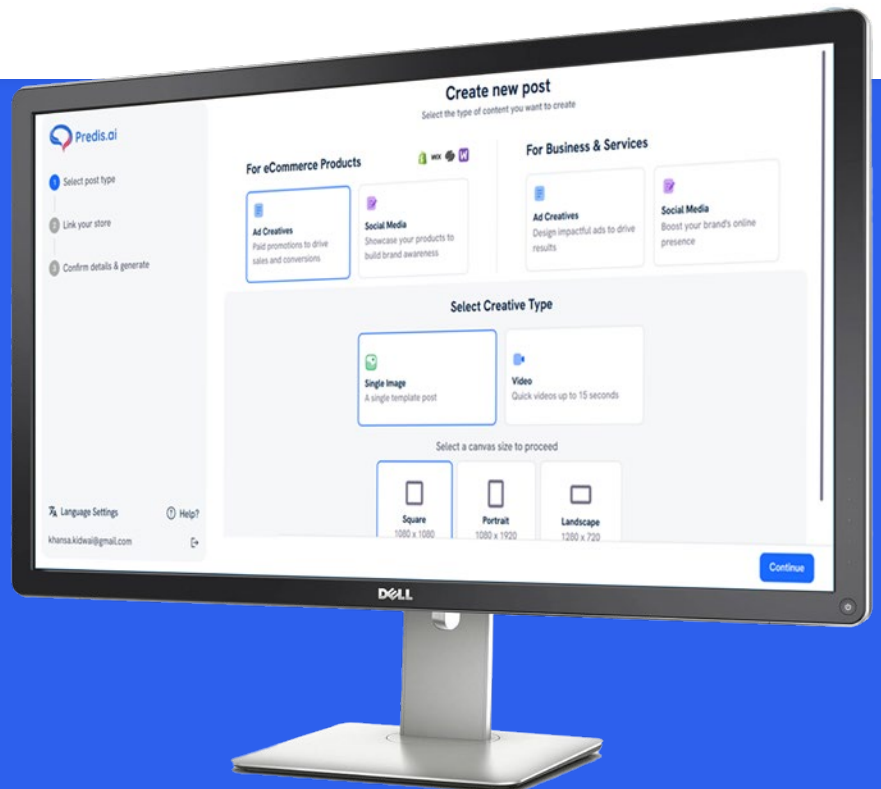 Create new post
Select the type of content you want to create
Predis.ai
1 Select post type
2 Link your store
3 Confirm details & generate
For eCommerce Products
WIX
For Business & Services
Ad Creatives
Paid promotions to drive
sales and conversions
Social Media
Showcase your products to
build brand awareness
Ad Creatives
Design impactful ads to drive
results
Social Media
Boost your brand's online
presence
Select Creative Type
Single Image
A single template post
Video
Quick videos up to 15 seconds
Select a canvas size to proceed
Square
1080 x 1080
Portrait
1080 x 1920
Landscape
1280 x 720
Language Settings
Help?
khansa.kidwai@gmail.com
Continue
DELL